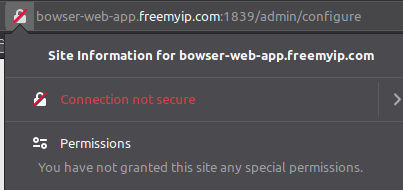 bowser-web-app.freemyip.com:1839/admin/configure
Site Information for bowser-web-app.freemyip.com
Connection not secure
Permissions
You have not granted this site any special permissions.